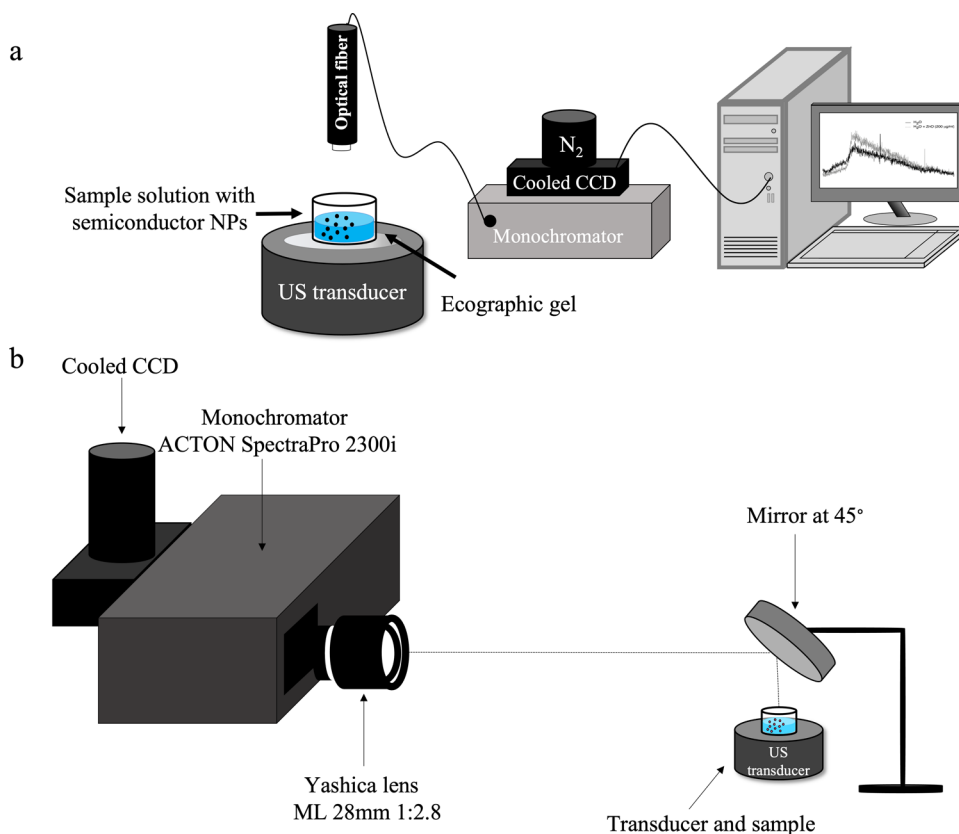 a
Optical fiber
N₂
Cooled CCD
Monochromator
Sample solution with
semiconductor NPs
US transducer
Ecographic gel
b
Cooled CCD
Monochromator
ACTON SpectraPro 2300i
Mirror at 45°
US
transducer
Yashica lens
ML 28mm 1:2.8
Transducer and sample